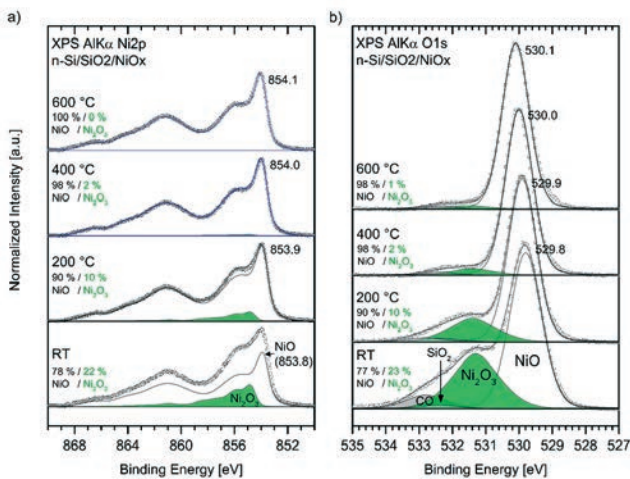 a)
XPS AlKα Ni2p
n-Si/SiO2/NiOx
854.1
600 °C
100 % / 0 %
NiO / Ni2O3
854.0
400 °C
98 % / 2 %
NiO / Ni2O3
853.9
200 °C
90 % / 10 %
NiO / Ni2O3
NiO
(853.8)
RT
78 % / 22 %
NiO / Ni2O3
Ni2O3
868 864 860 856 852
Binding Energy [eV]
Normalized Intensity [a.u.]
b)
XPS AlKα O1s
n-Si/SiO2/NiOx
530.1
530.0
600 °C
98 % / 1 %
NiO / Ni2O3
529.9
400 °C
98 % / 2 %
NiO / Ni2O3
529.8
200 °C
90 % / 10 %
NiO / Ni2O3
RT
77 % / 23 %
NiO / Ni2O3
SiO2
CO
Ni2O3
NiO
535 534 533 532 531 530 529 528 527
Binding Energy [eV]